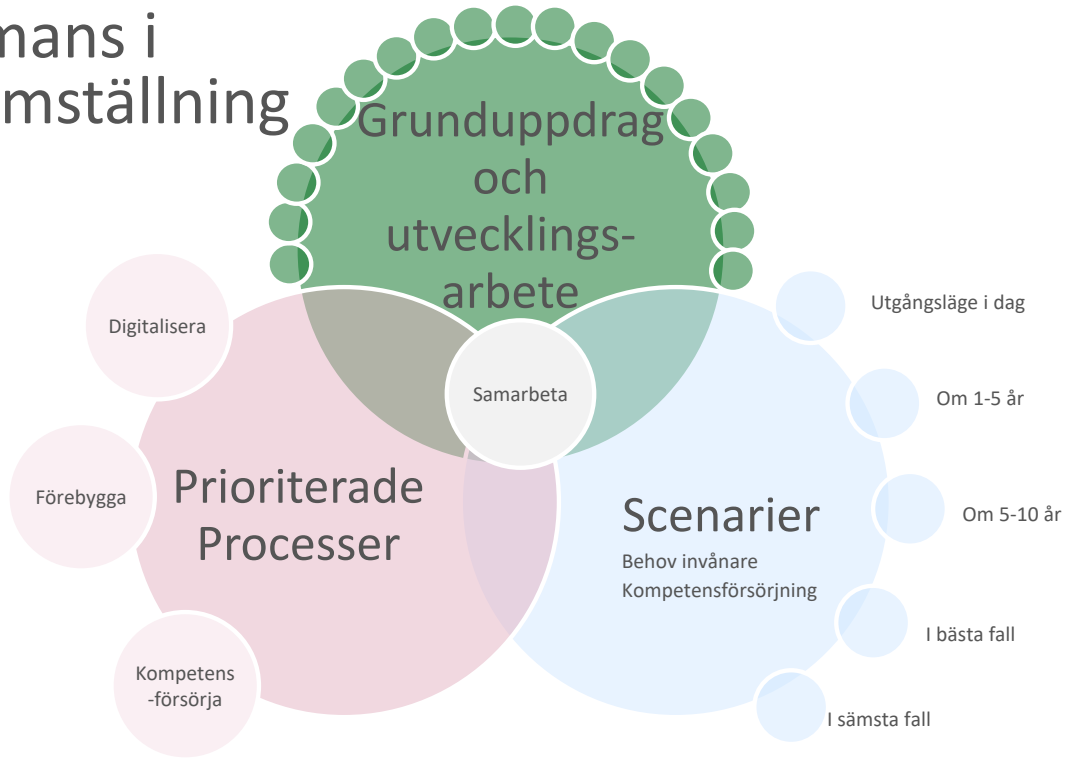 mans i
mställning
Grunduppdrag
och
utvecklings-
arbete
Digitalisera
Förebygga
Kompetens
-försörja
Prioriterade
Processer
Samarbeta
Scenarier
Behov invånare
Kompetensförsörjning
Utgångsläge i dag
Om 1-5 år
Om 5-10 år
I bästa fall
I sämsta fall